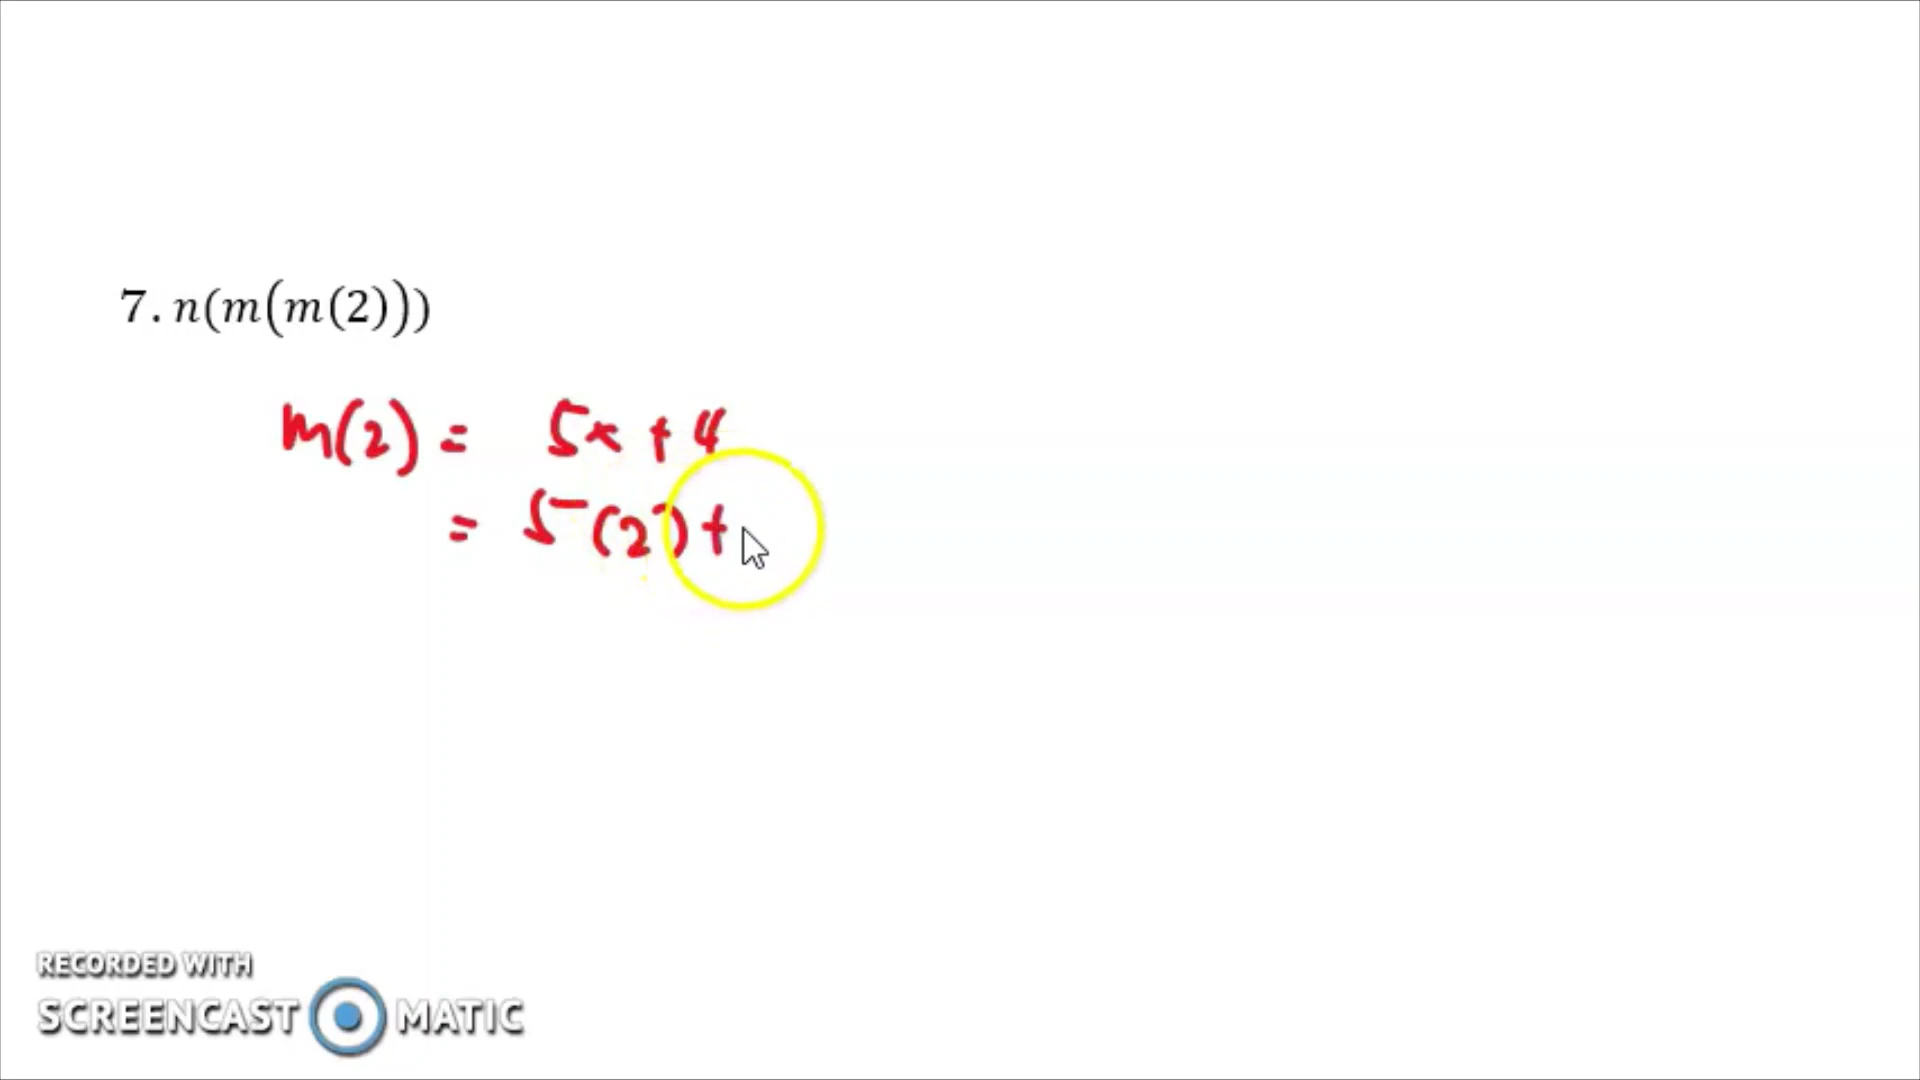 7. n(m(m(2)))
m(2) = 5x + 4
= 5(2) +
RECORDED WITH
SCREENCAST MATIC